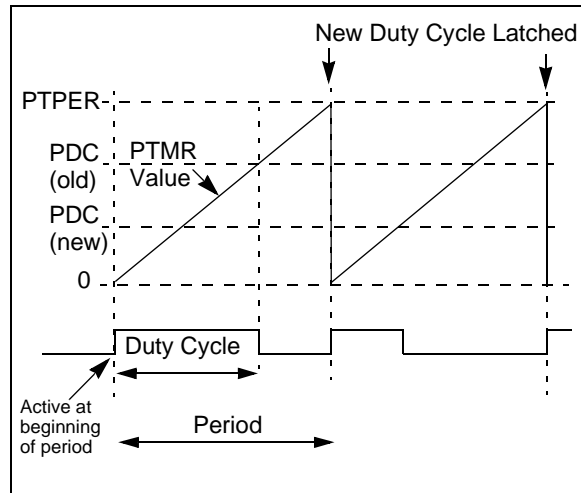 New Duty Cycle Latched
PTPER
PDC
(old)
PTMR
Value
PDC
(new)
0
Duty Cycle
Active at
beginning
of period
Period